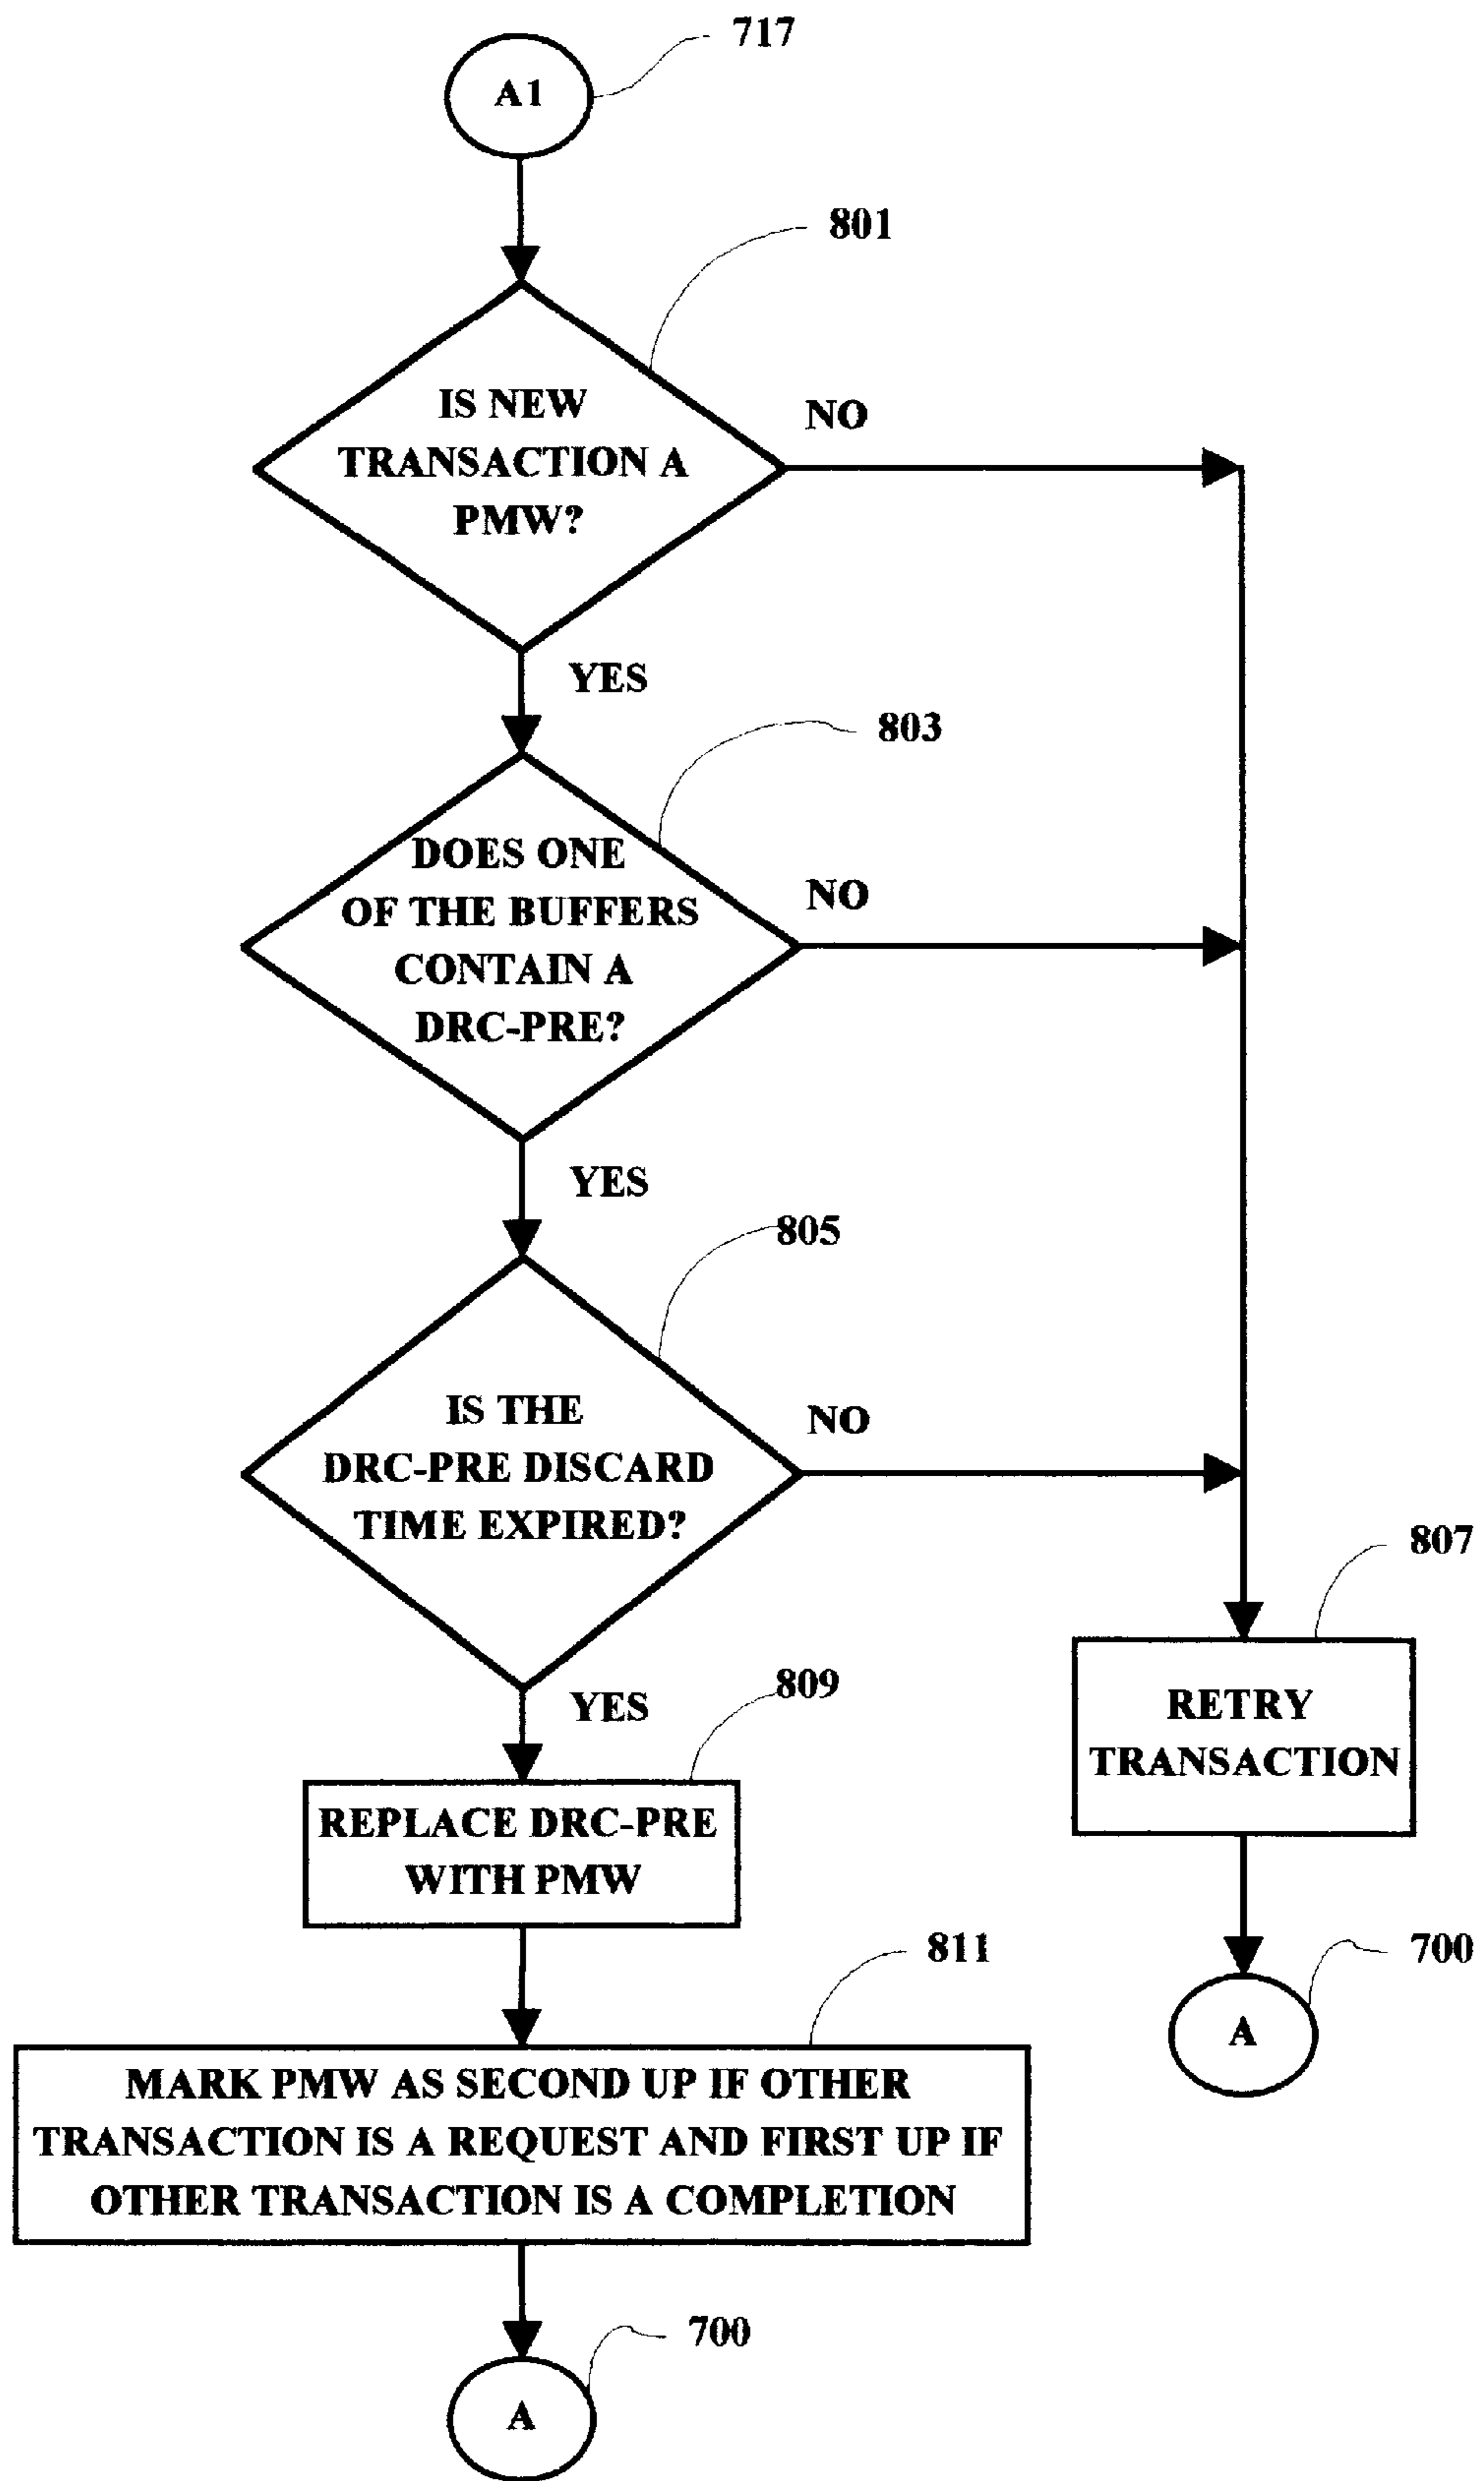 717
A1
801
IS NEW
TRANSACTION A
PMW?
NO
YES
803
DOES ONE
OF THE BUFFERS
CONTAIN A
DRC-PRE?
NO
YES
805
IS THE
DRC-PRE DISCARD
TIME EXPIRED?
NO
YES
807
RETRY
TRANSACTION
809
REPLACE DRC-PRE
WITH PMW
700
A
811
MARK PMW AS SECOND UP IF OTHER
TRANSACTION IS A REQUEST AND FIRST UP IF
OTHER TRANSACTION IS A COMPLETION
700
A